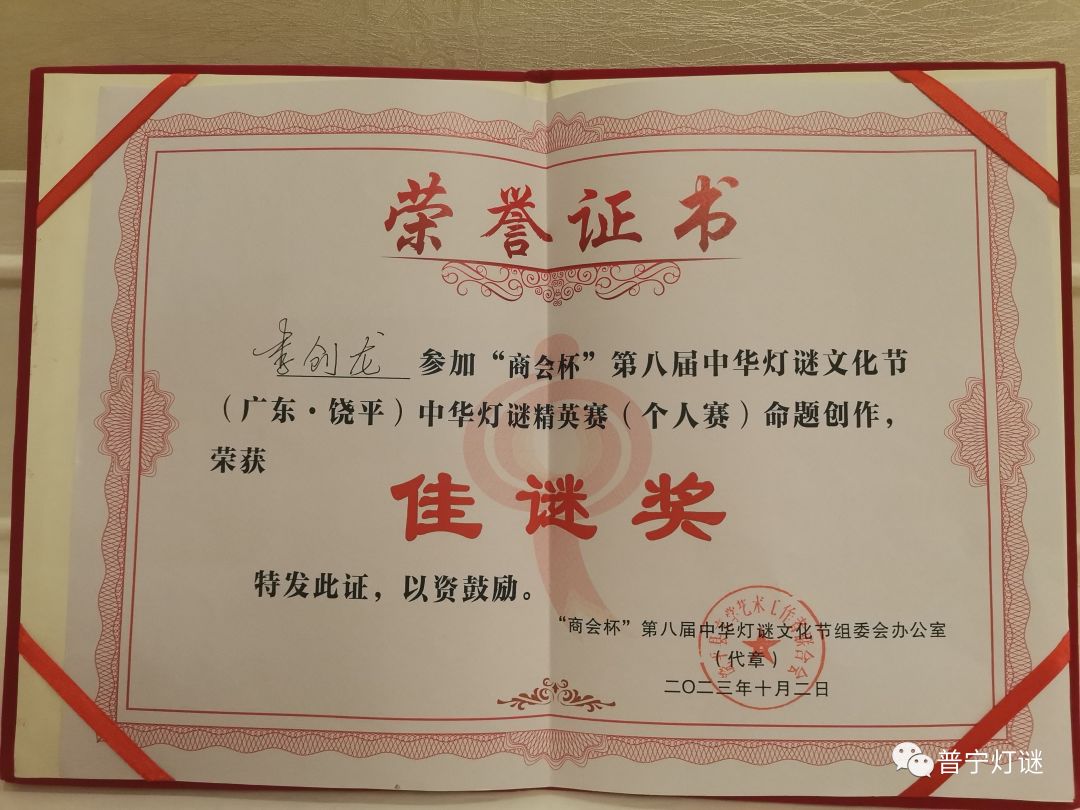 荣誉证书
李创龙 参加“商会杯”第八届中华灯谜文化节
（广东·饶平）中华灯谜精英赛（个人赛）命题创作，
荣获
佳谜奖
特发此证，以资鼓励。
“商会杯”第八届中华灯谜文化节组委会办公室
（代章）
二〇二三年十月二日
普宁灯谜